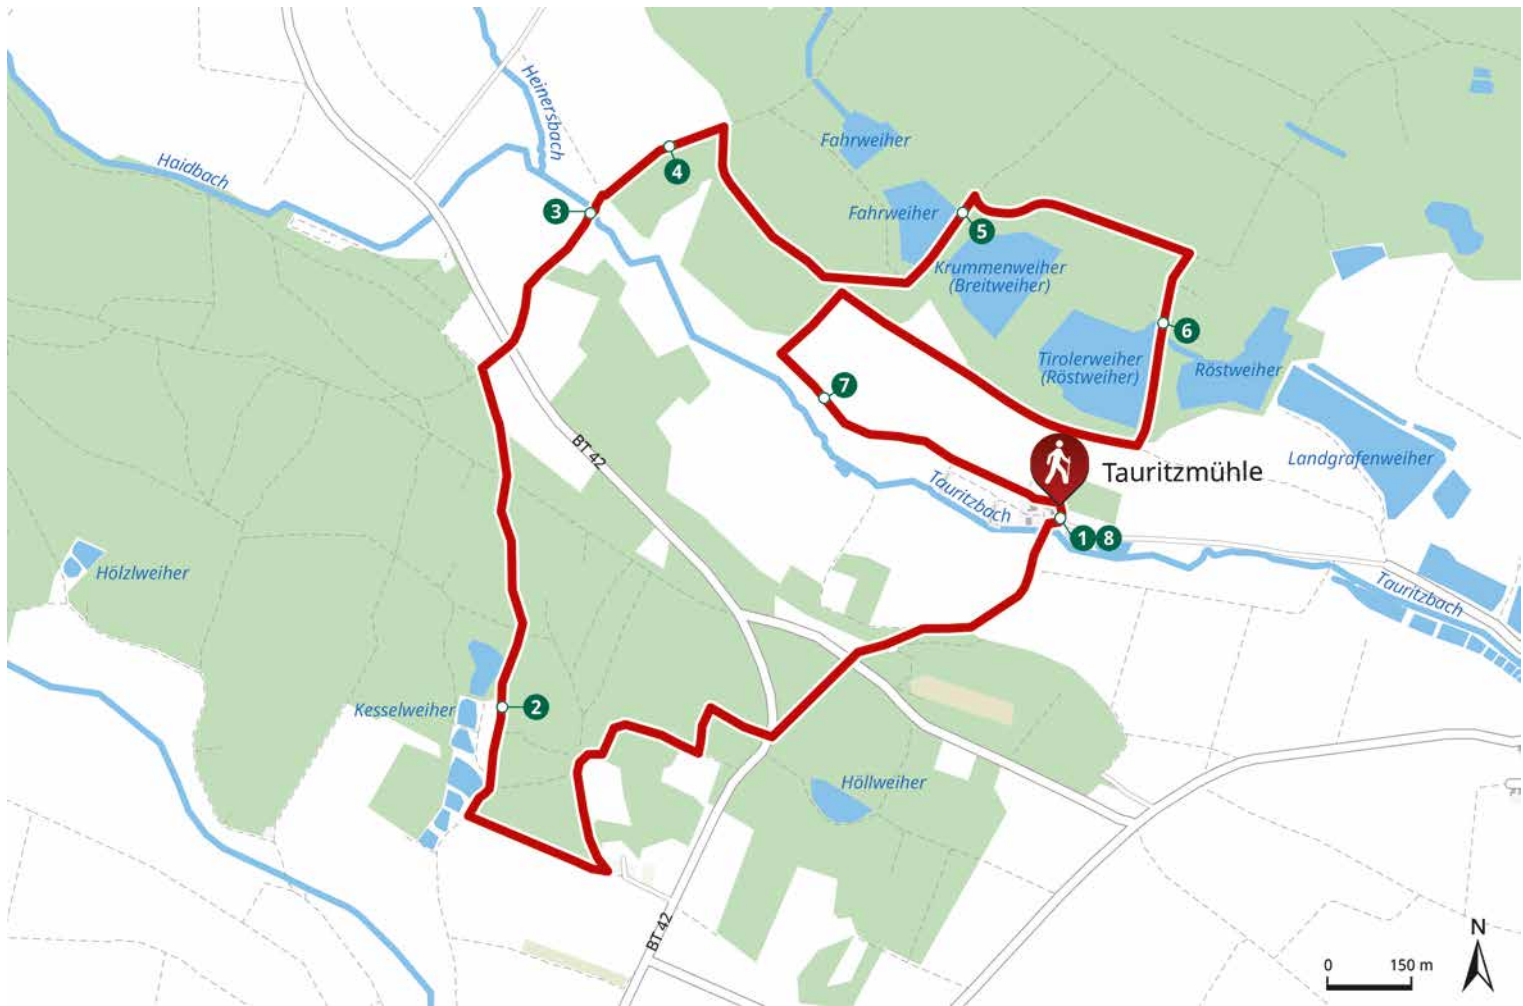 Heinersbach
Haidbach
Fahrweiher
4
3
Fahrweiher
5
Krummenweiher
(Breitweiher)
6
Tirolerweiher
(Röstweiher)
Röstweiher
7
BT 42
Landgrafenweiher
Tauritzmühle
Tauritzbach
1 8
Hölzlweiher
Tauritzbach
Kesselweiher
2
Höllweiher
BT 42
N
0 150 m